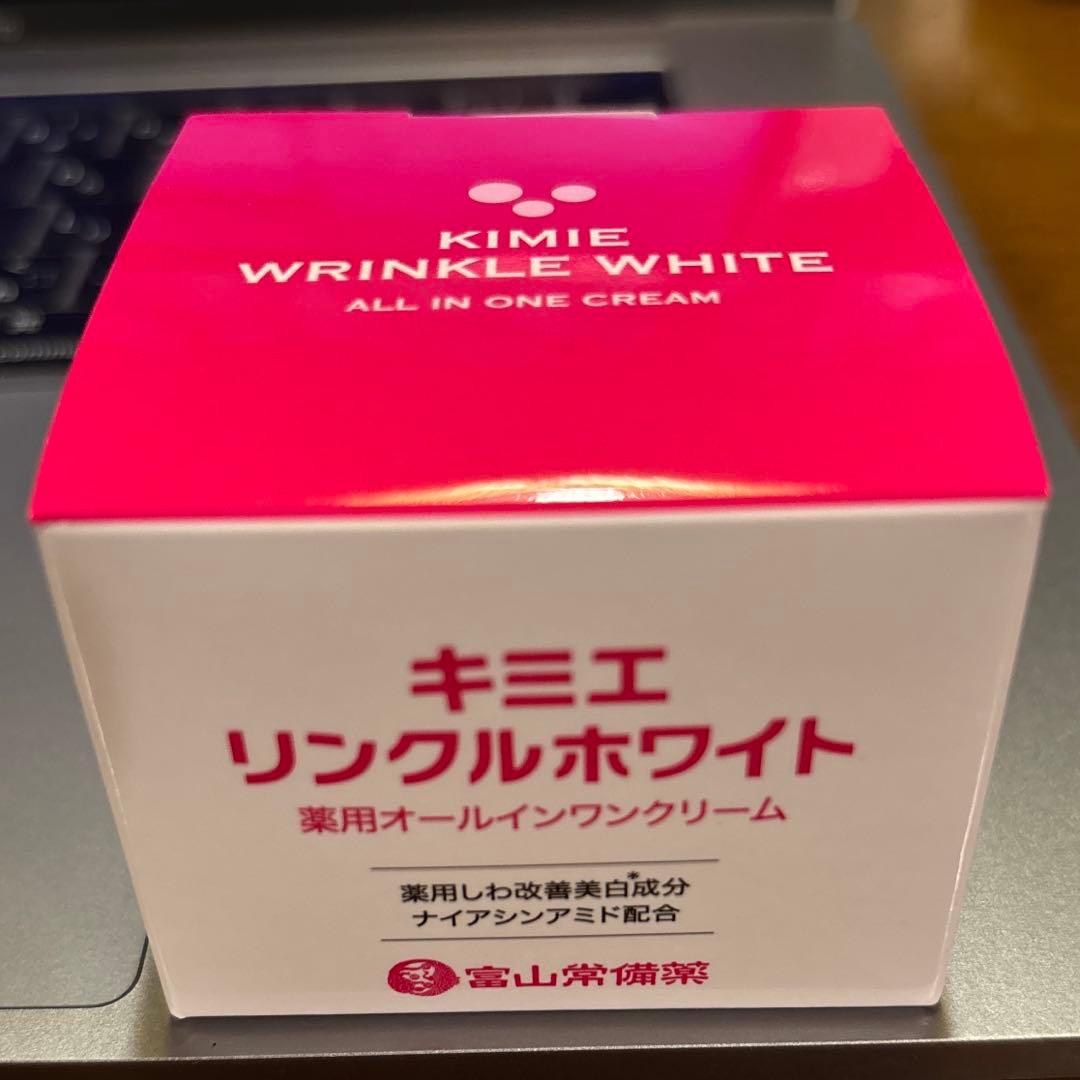 KIMIE
WRINKLE WHITE
ALL IN ONE CREAM
キミエ
リンクルホワイト
薬用オールインワンクリーム
薬用しわ改善美白*成分
ナイアシンアミド配合
富山常備薬